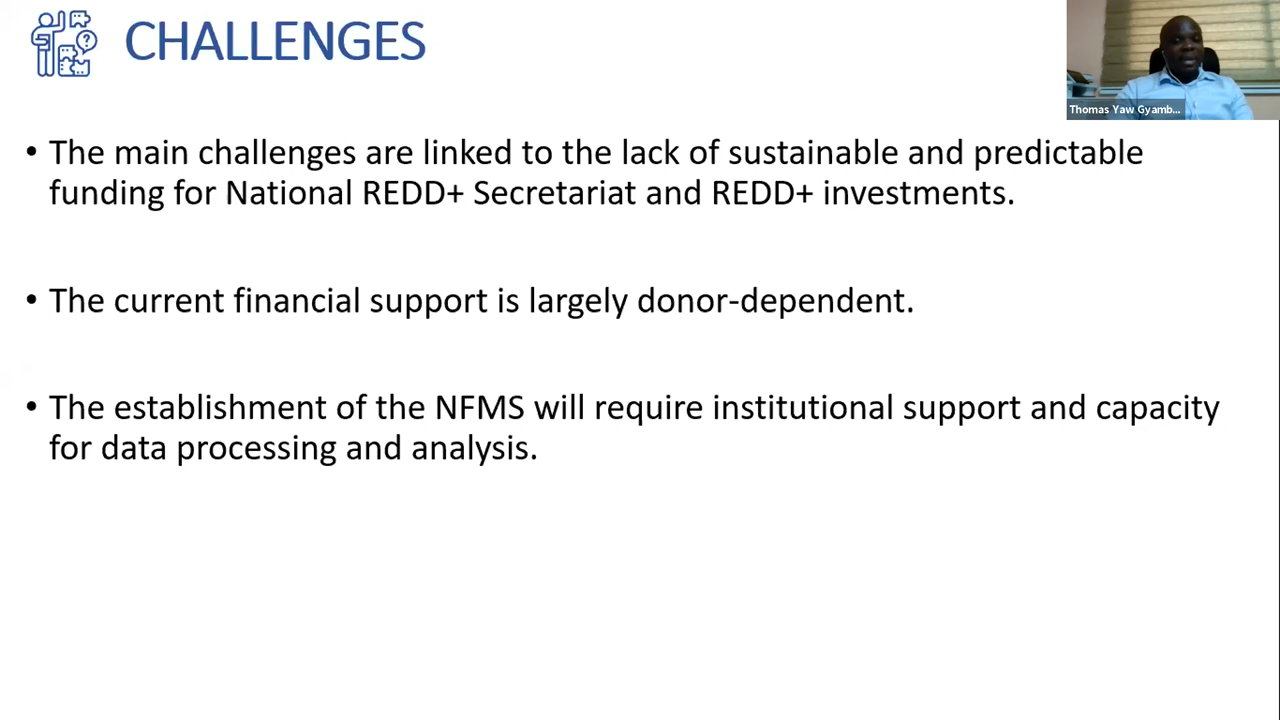 CHALLENGES
Thomas Yaw Gyamb...
• The main challenges are linked to the lack of sustainable and predictable
funding for National REDD+ Secretariat and REDD+ investments.
• The current financial support is largely donor-dependent.
• The establishment of the NFMS will require institutional support and capacity
for data processing and analysis.